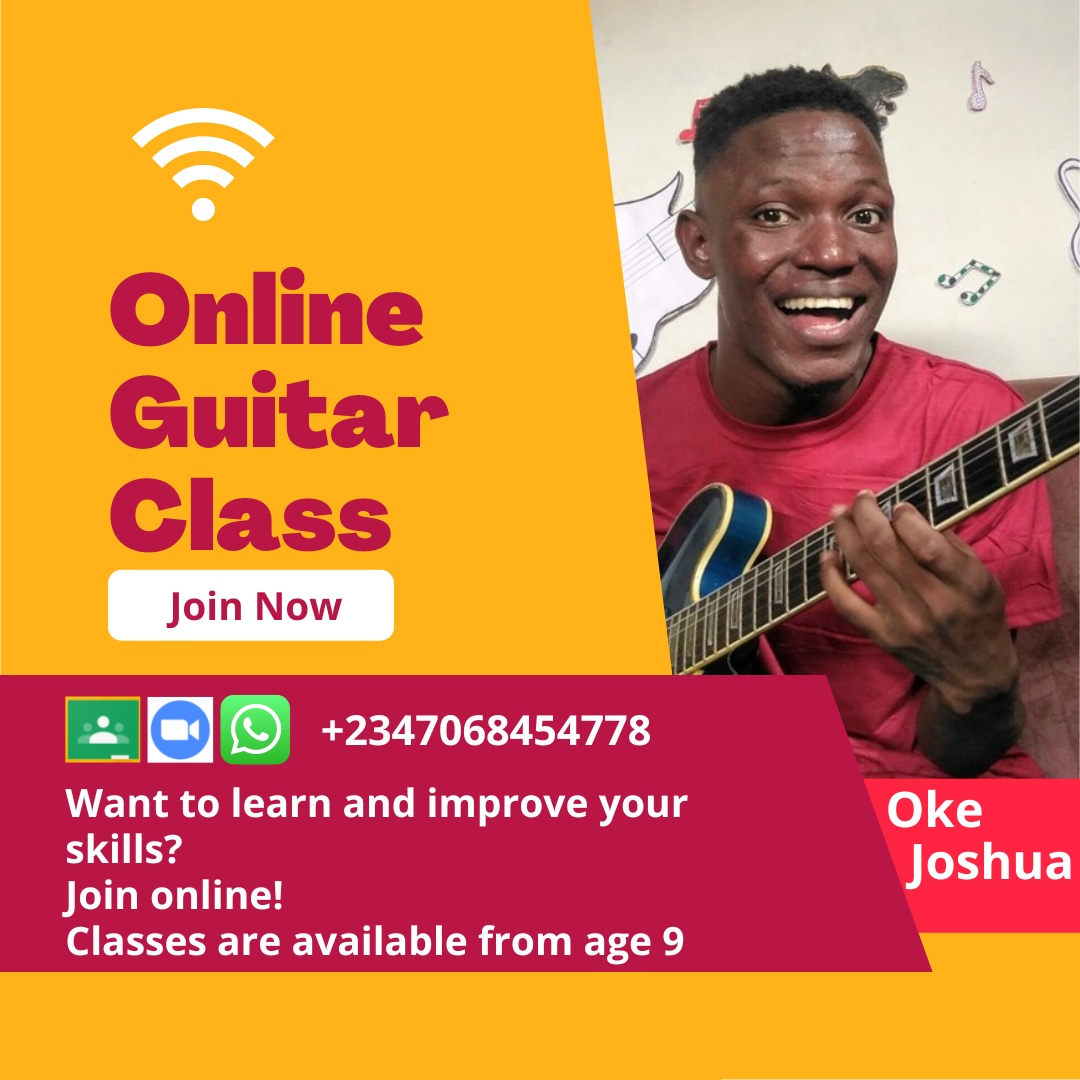 Online
Guitar
Class
Join Now
+2347068454778
Want to learn and improve your
skills?
Join online!
Classes are available from age 9
Oke
Joshua